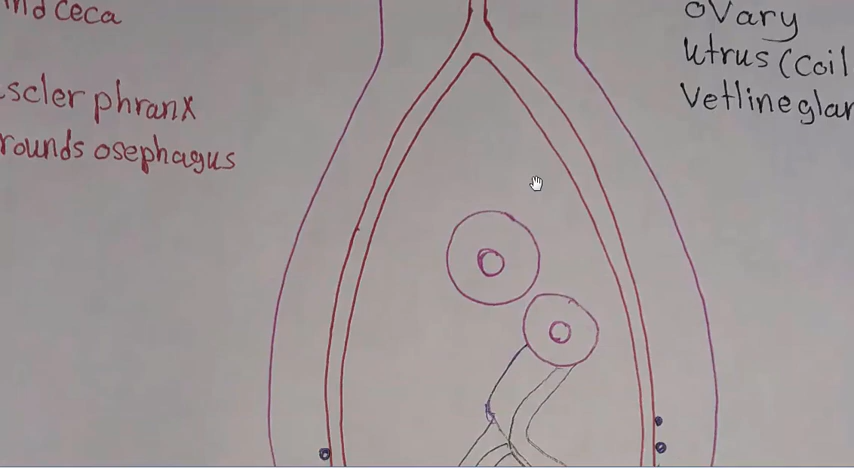 ceca
scler phranx
rounds osephagus
ovary
utrus (coil
Vetlineglar